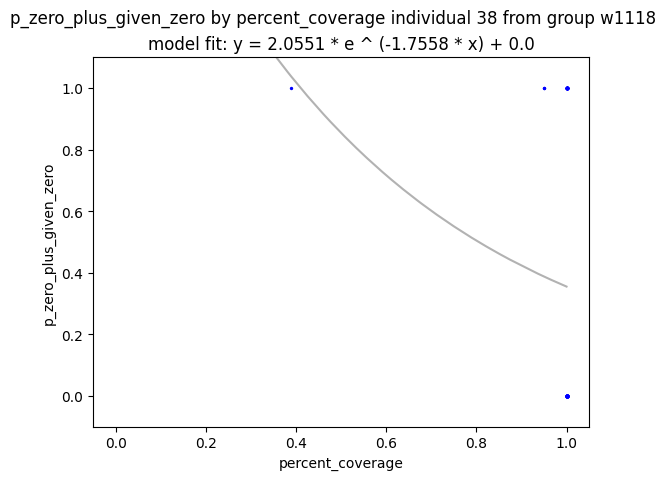 p_zero_plus_given_zero by percent_coverage individual 38 from group w1118
model fit: y = 2.0551 * e ^ (-1.7558 * x) + 0.0
1.0
0.8
0.6
0.4
0.2
0.0
p_zero_plus_given_zero
0.0 0.2 0.4 0.6 0.8 1.0
percent_coverage